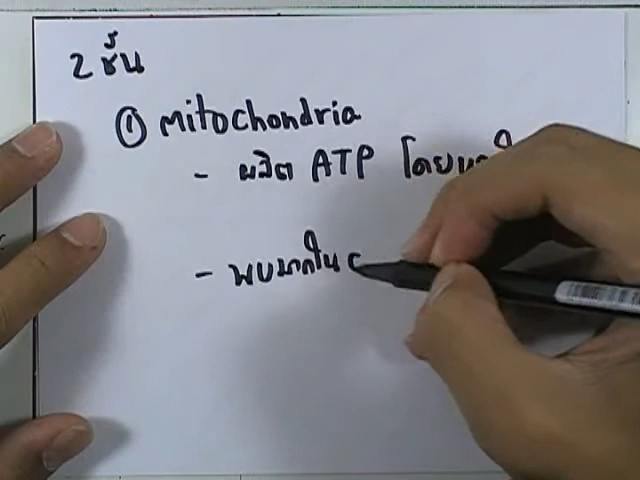 2 ชั้น
① mitochondria
- ผลิต ATP โดย
- พบมากใน c